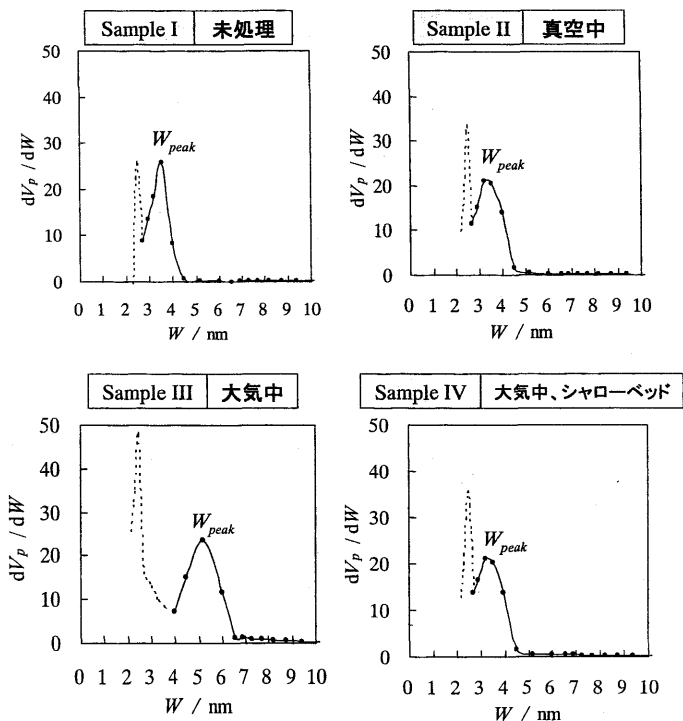 Sample I 未処理
50
40
30
20
10
0
dV_p / dW
W_peak
0 1 2 3 4 5 6 7 8 9 10
W / nm
Sample II 真空中
50
40
30
20
10
0
dV_p / dW
W_peak
0 1 2 3 4 5 6 7 8 9 10
W / nm
Sample III 大気中
50
40
30
20
10
0
dV_p / dW
W_peak
0 1 2 3 4 5 6 7 8 9 10
W / nm
Sample IV 大気中、シャローベッド
50
40
30
20
10
0
dV_p / dW
W_peak
0 1 2 3 4 5 6 7 8 9 10
W / nm